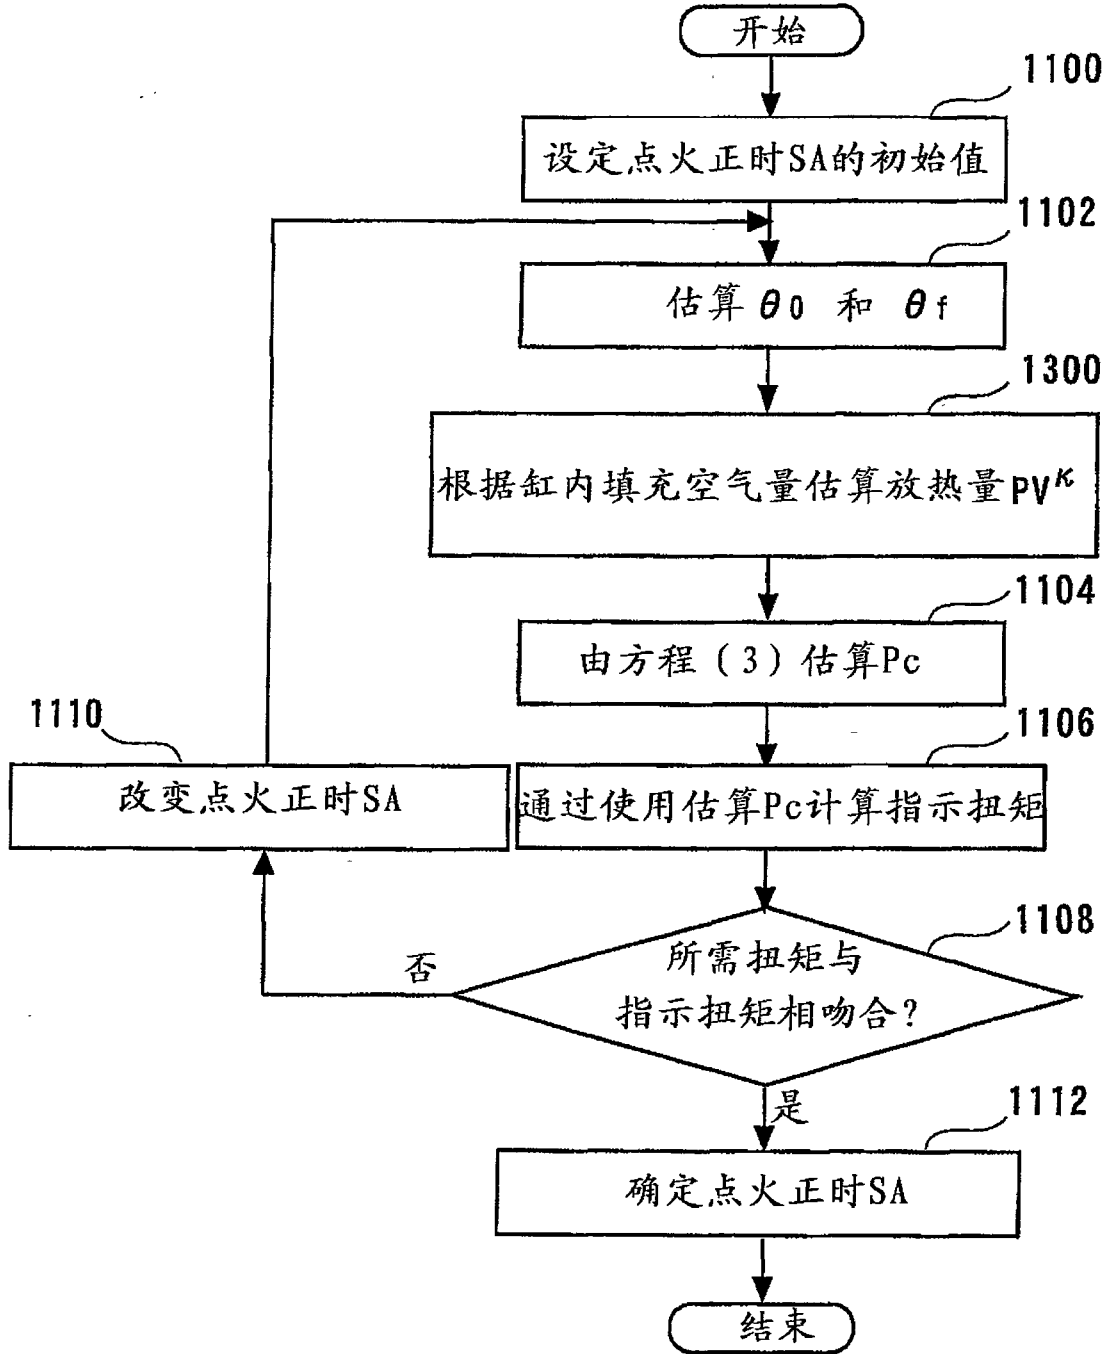 开始
1100
设定点火正时SA的初始值
1102
估算θ0 和 θf
1300
根据缸内填充空气量估算放热量PV^κ
1104
由方程(3)估算Pc
1110
改变点火正时SA
1106
通过使用估算Pc计算指示扭矩
1108
所需扭矩与
指示扭矩相吻合?
否
是
1112
确定点火正时SA
结束